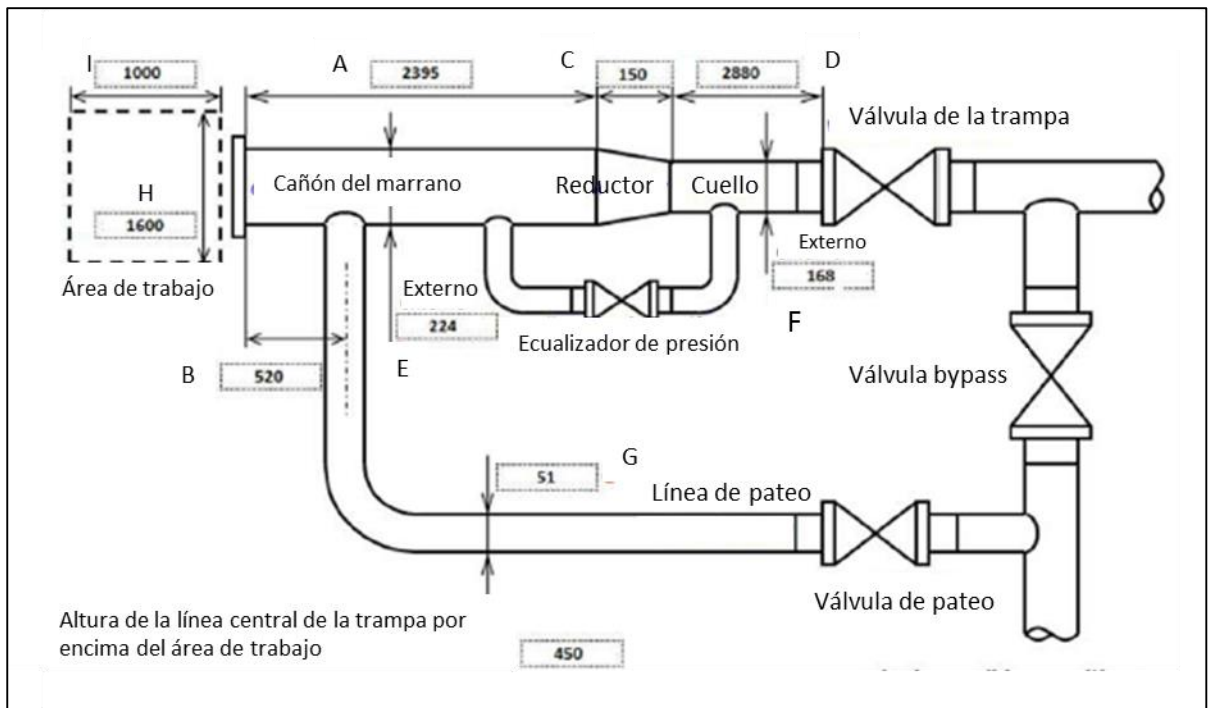 I A C D
1000 2395 150 2880
Válvula de la trampa
Cañón del marrano Reductor Cuello
H
1600
Externo
168
Área de trabajo
Externo
224
F
Ecualizador de presión
B 520 E
Válvula bypass
G
51
Línea de pateo
Válvula de pateo
Altura de la línea central de la trampa por
encima del área de trabajo
450